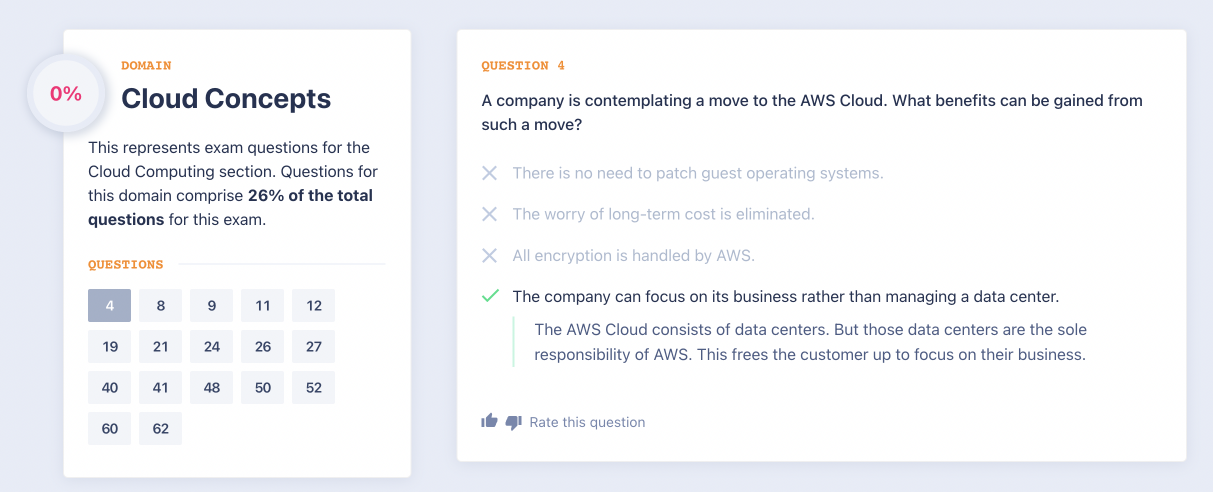 0%
DOMAIN
Cloud Concepts
This represents exam questions for the
Cloud Computing section. Questions for
this domain comprise 26% of the total
questions for this exam.
QUESTIONS
4 8 9 11 12
19 21 24 26 27
40 41 48 50 52
60 62
QUESTION 4
A company is contemplating a move to the AWS Cloud. What benefits can be gained from
such a move?
There is no need to patch guest operating systems.
The worry of long-term cost is eliminated.
All encryption is handled by AWS.
The company can focus on its business rather than managing a data center.
The AWS Cloud consists of data centers. But those data centers are the sole
responsibility of AWS. This frees the customer up to focus on their business.
Rate this question